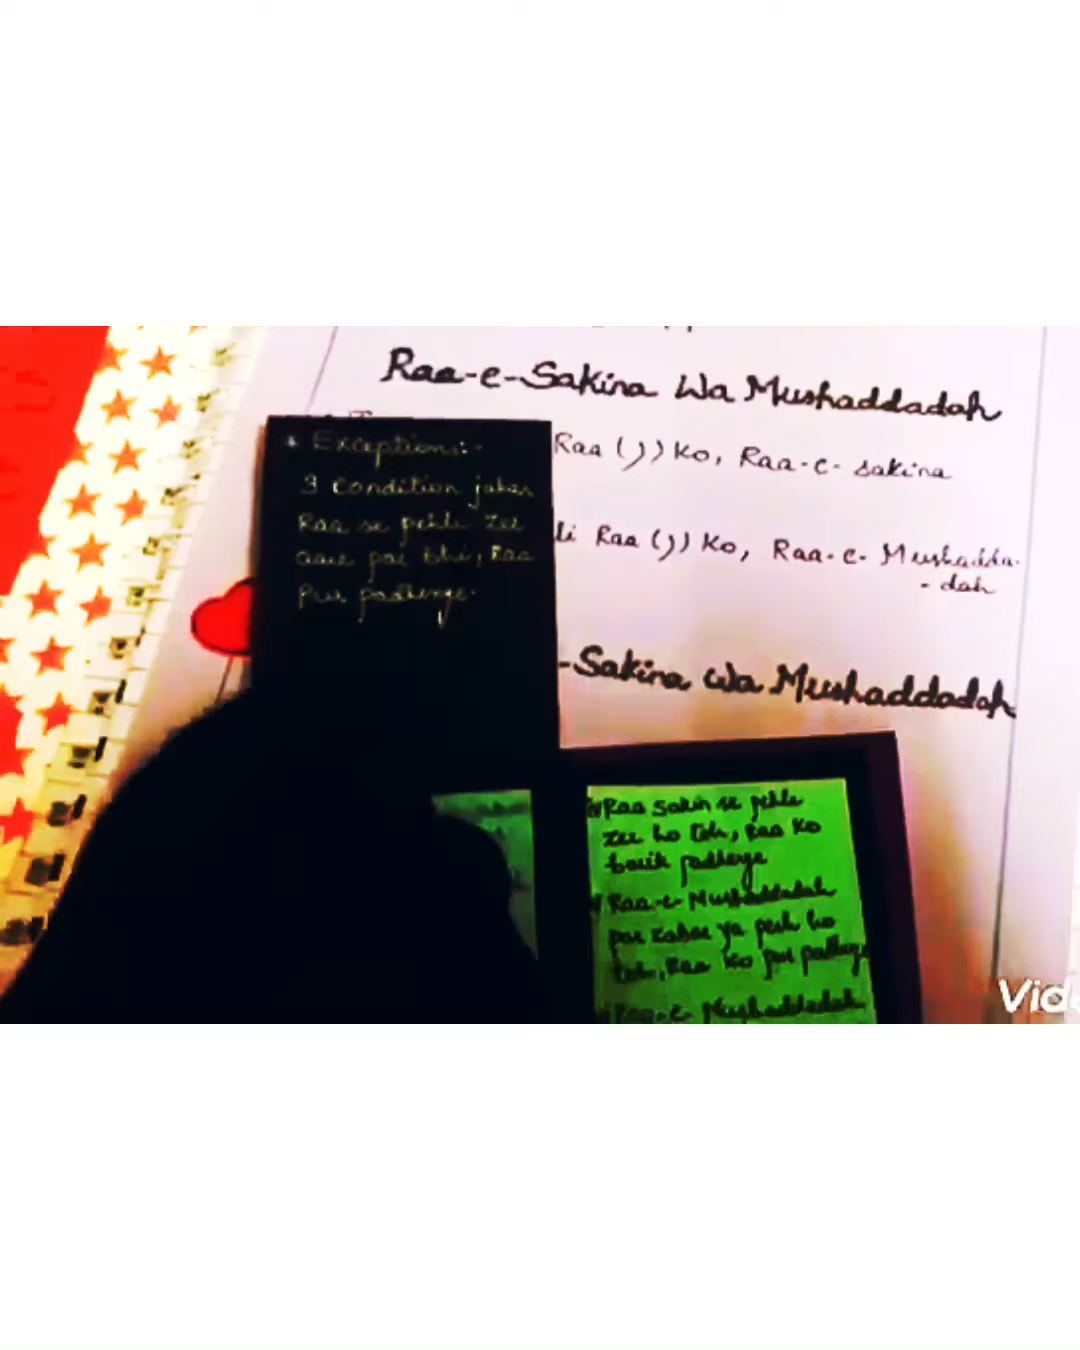 Raa-e-Sakina Wa Mushaddadah
Raa (ر) Ko, Raa-e- sakina
li Raa (ر) Ko, Raa-e- Mushadda-
- dah
-Sakina Wa Mushaddadah
* Exception:-
3 condition jahan
Raa se pehle zer
aane par bhi, Raa
Pur padhenge.
Raa sakin se pehle
zer ho toh, Raa Ko
barik padhenge
Raa-e-Mushaddadah
par zabar ya pesh ho
toh, Raa Ko pur padhenge
Raa-e-Mushaddadah
Vid